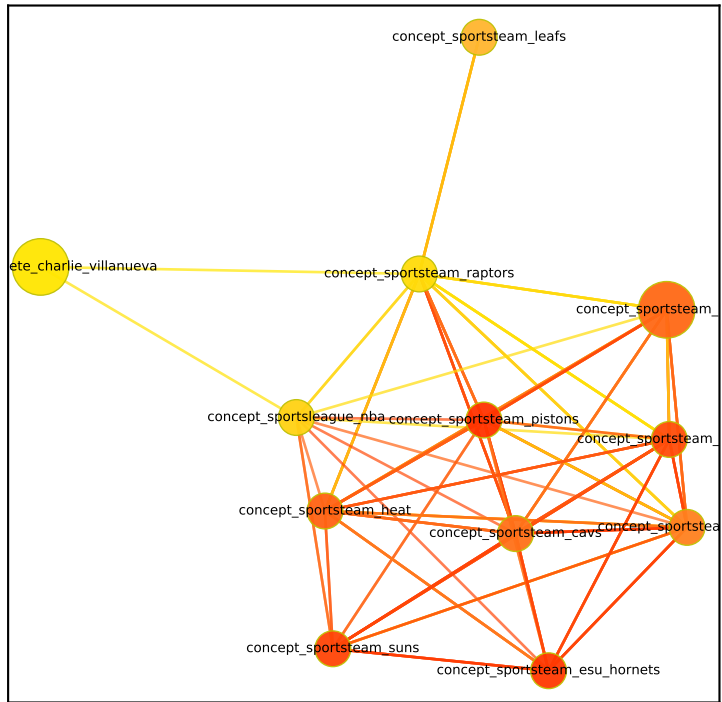 concept_sportsteam_leafs
ete_charlie_villanueva
concept_sportsteam_raptors
concept_sportsteam_
concept_sportsleague_nba
concept_sportsteam_pistons
concept_sportsteam_
concept_sportsteam_heat
concept_sportsteam_cavs
concept_sportstea
concept_sportsteam_suns
concept_sportsteam_esu_hornets